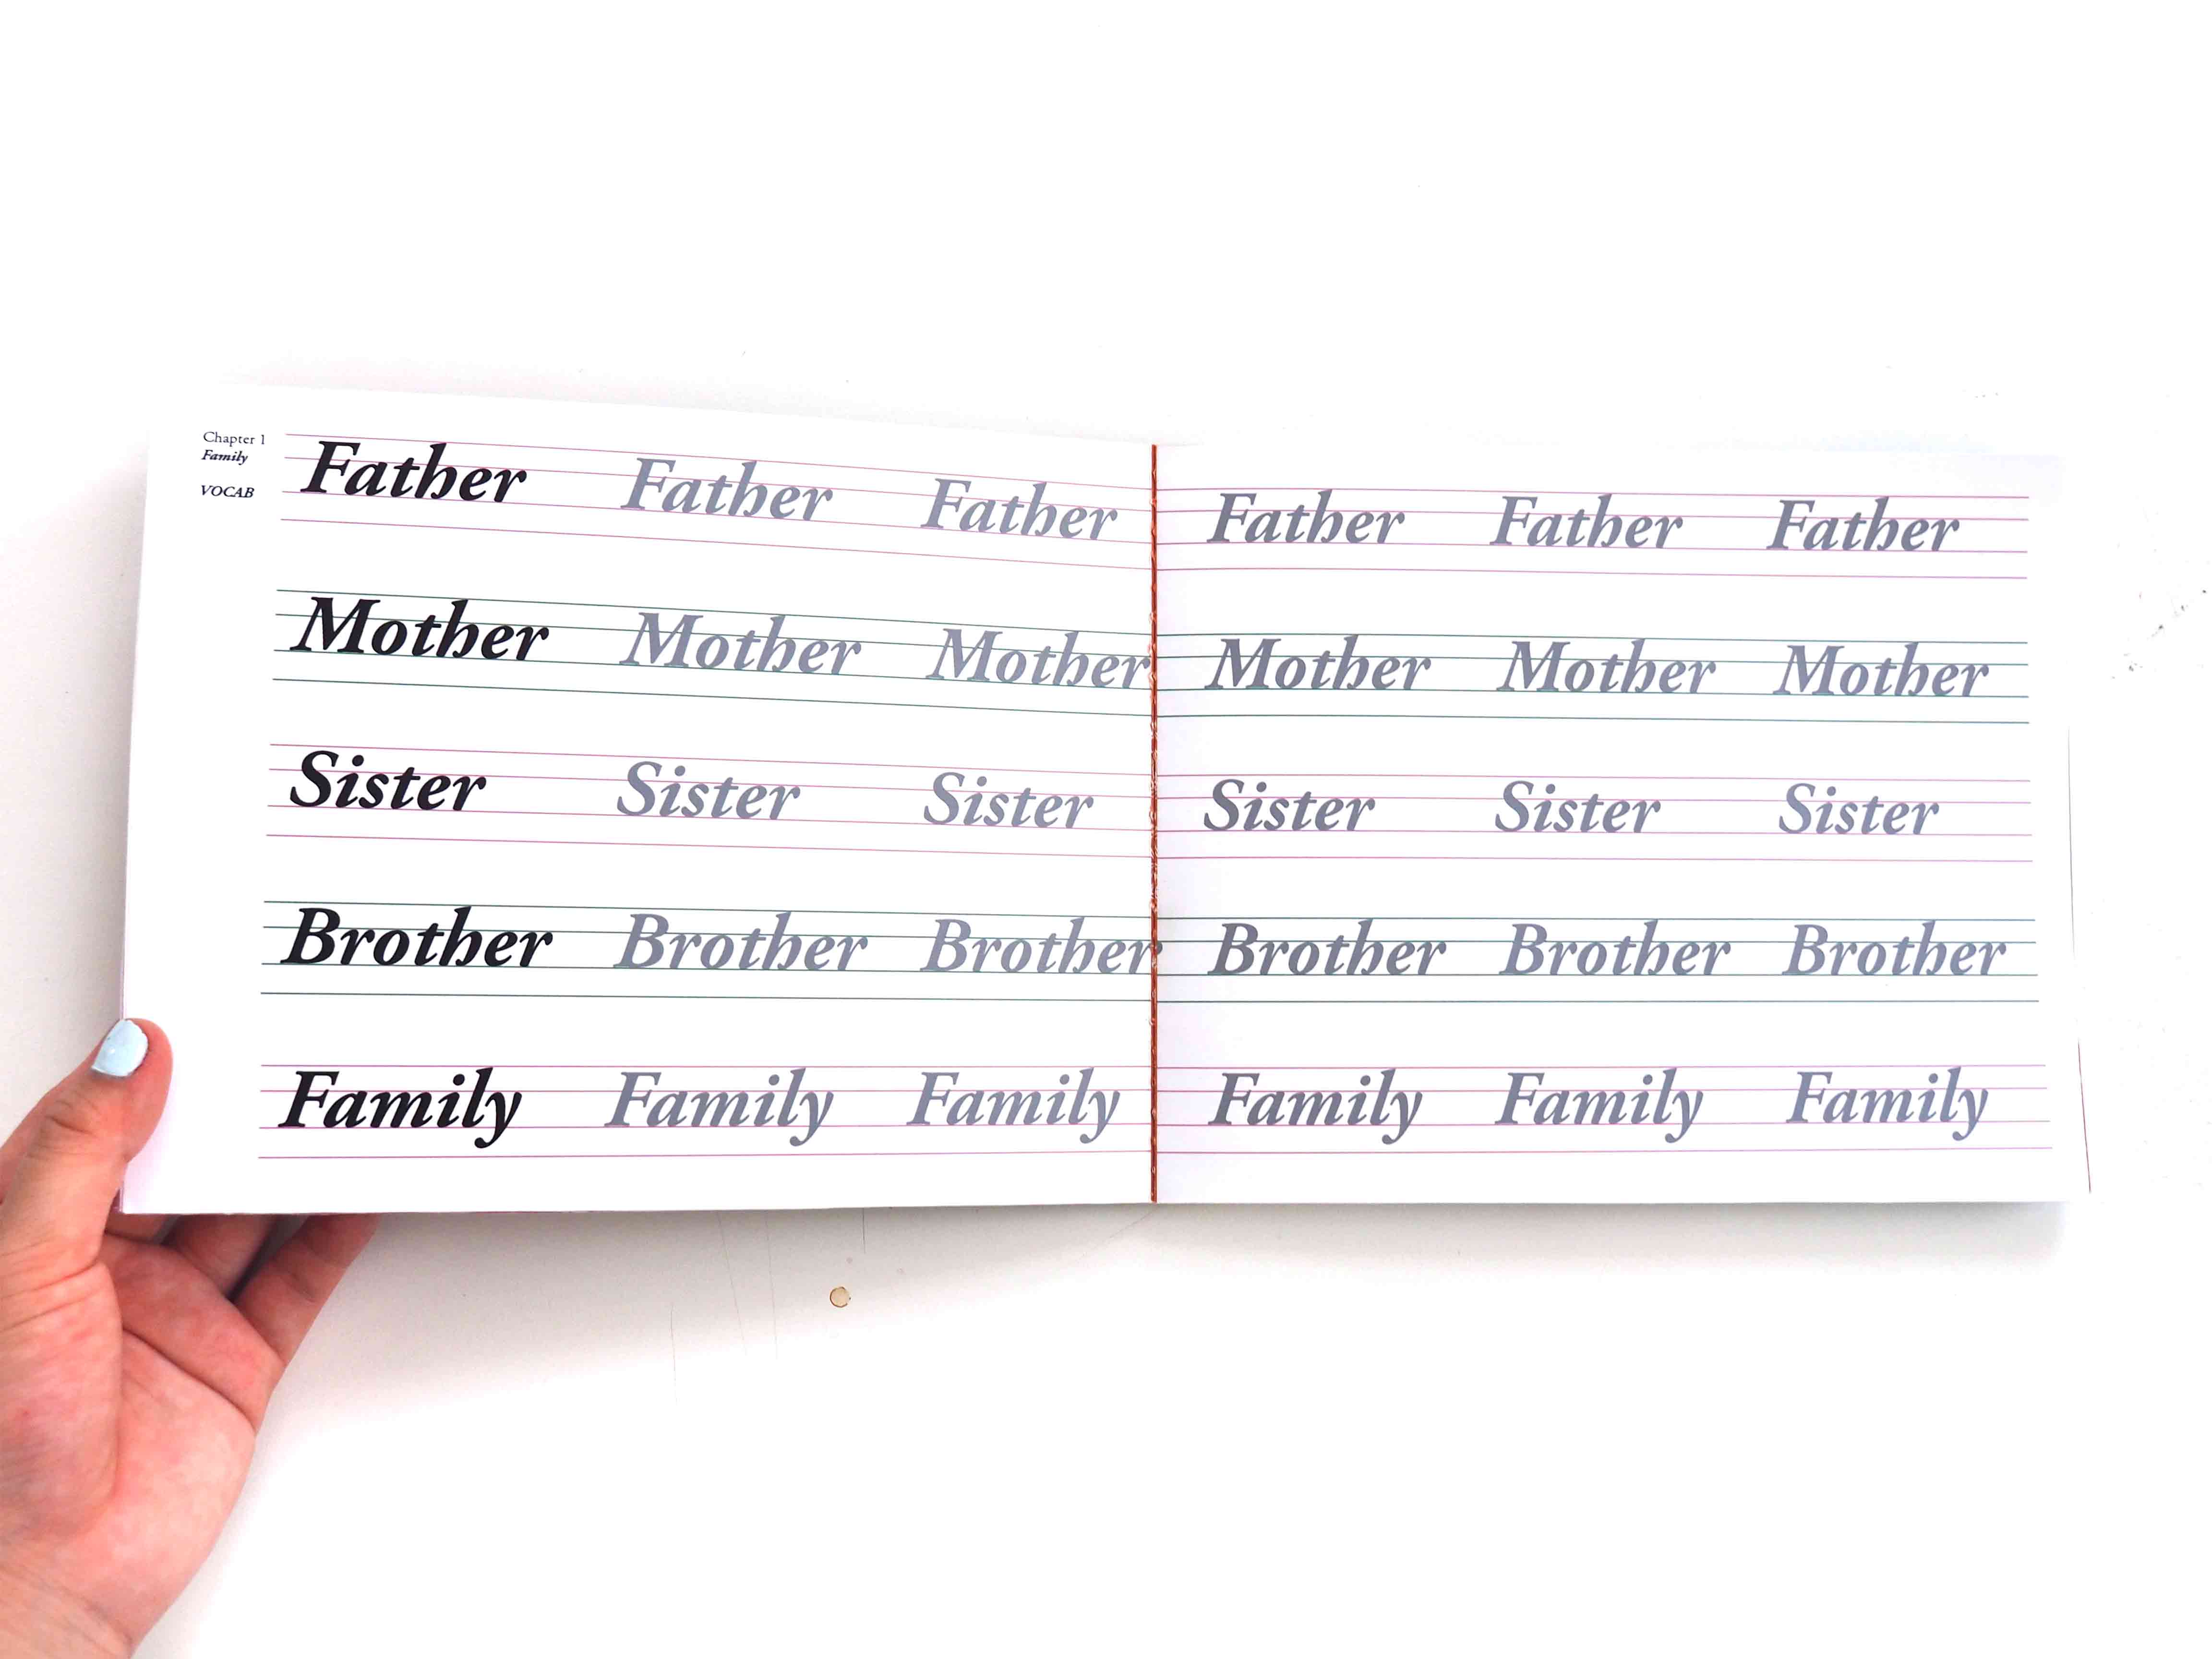 Chapter 1
Family
VOCAB
Father Father Father Father Father Father
Mother Mother Mother Mother Mother Mother
Sister Sister Sister Sister Sister Sister
Brother Brother Brother Brother Brother Brother
Family Family Family Family Family Family